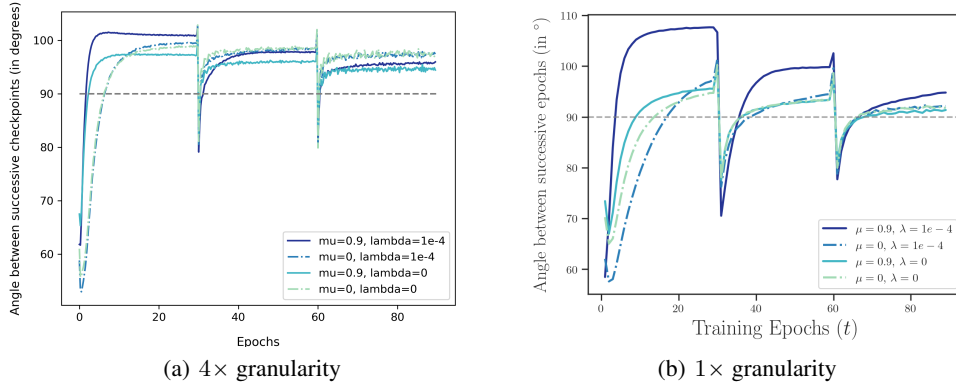 Angle between successive checkpoints (in degrees)
100
90
80
70
60
0
20
40
60
80
Epochs
mu=0.9, lambda=1e-4
mu=0, lambda=1e-4
mu=0.9, lambda=0
mu=0, lambda=0
(a) 4× granularity
Angle between successive epochs (in °)
110
100
90
80
70
60
0
20
40
60
80
Training Epochs (t)
μ = 0.9, λ = 1e − 4
μ = 0, λ = 1e − 4
μ = 0.9, λ = 0
μ = 0, λ = 0
(b) 1× granularity